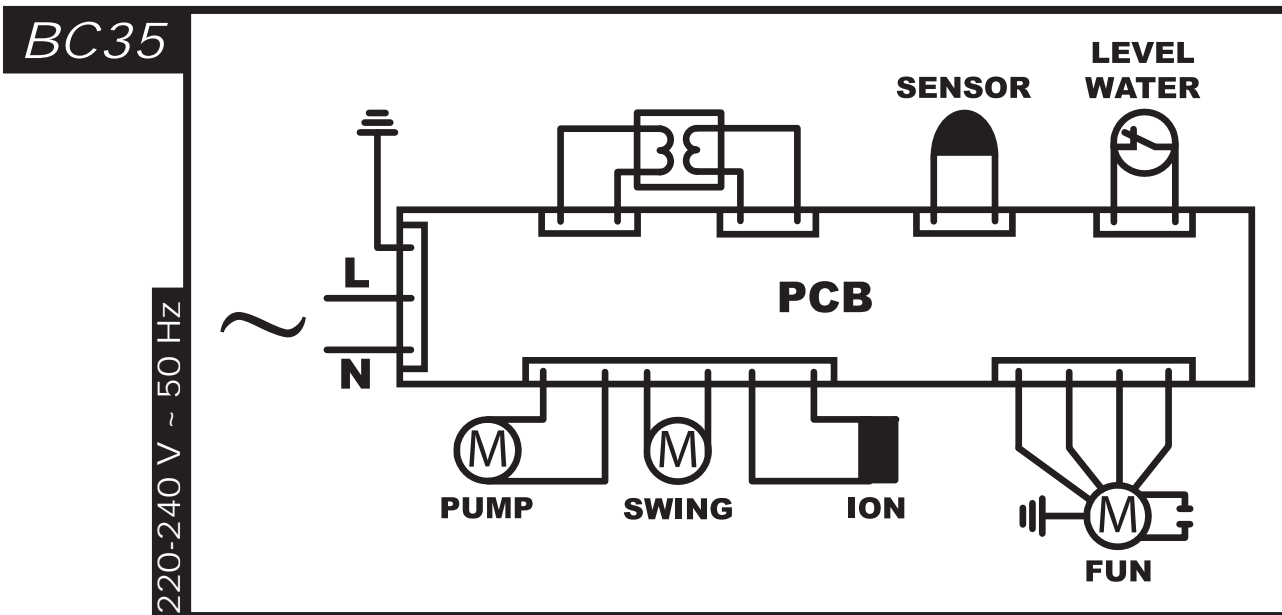 BC35
220-240 V ~ 50 Hz
SENSOR
LEVEL
WATER
L
~
N
PCB
M
PUMP
M
SWING
ION
M
FUN